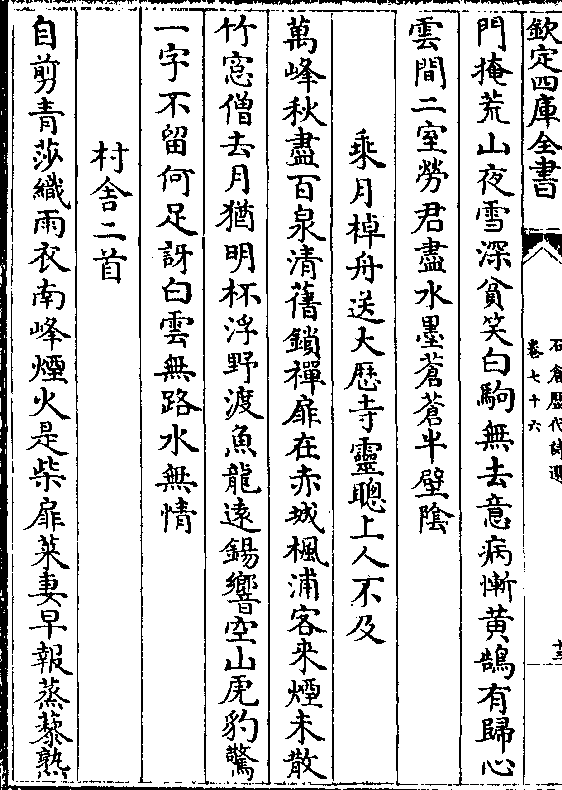 欽定四庫全書
石倉歷代詩選
卷七十六
十三
門掩荒山夜雪深貧笑白駒無去意病慚黄鵠有歸心
雲間二室勞君畫水墨蒼蒼半壁陰
乘月棹舟送大歴寺靈聰上人不及
萬峰秋盡百泉清舊鎖禪扉在赤城楓浦客來煙未散
竹窓僧去月猶明杯浮野渡魚龍遠錫響空山虎豹驚
一字不留何足訝白雲無路水無情
村舎二首
自剪青莎織雨衣南峰煙火是柴扉萊妻早報蒸藜熟